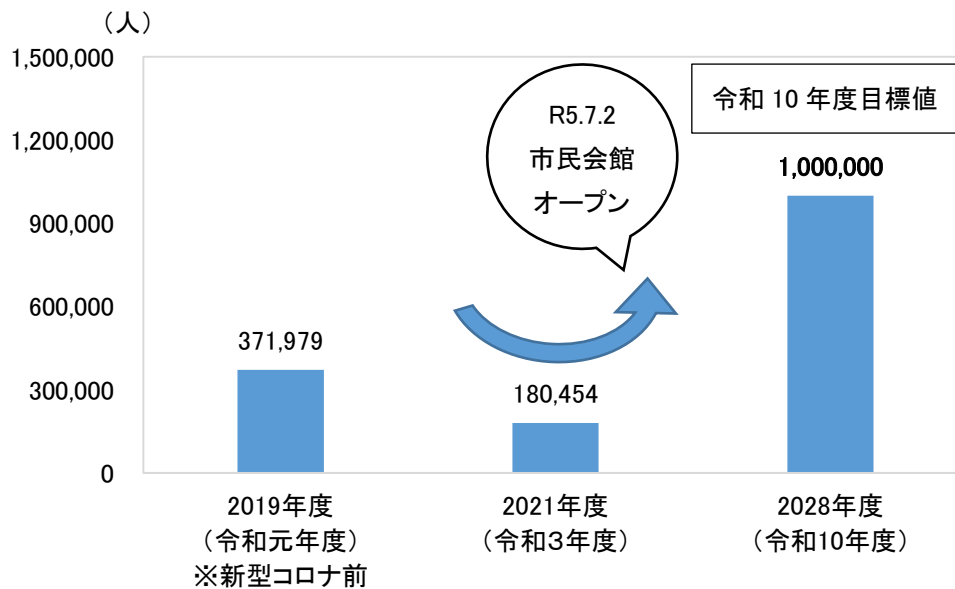 （人）
1,500,000
1,200,000
900,000
600,000
300,000
0
R5.7.2
市民会館
オープン
令和 10 年度目標値
371,979
180,454
1,000,000
2019年度
（令和元年度）
※新型コロナ前
2021年度
（令和３年度）
2028年度
（令和10年度）